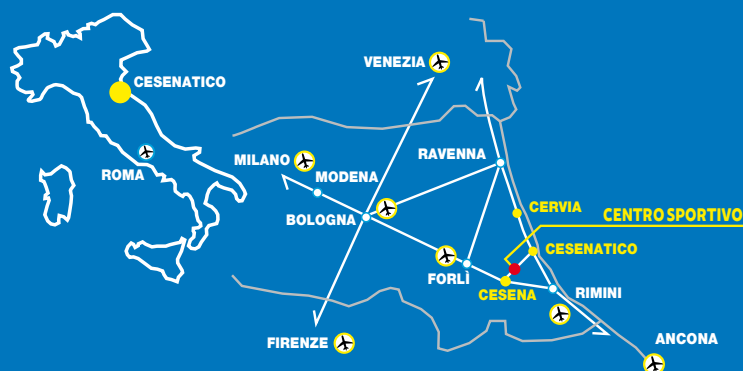 CESENATICO
ROMA
VENEZIA
MILANO
MODENA
RAVENNA
BOLOGNA
CERVIA
CENTRO SPORTIVO
CESENATICO
FORLÌ
CESENA
RIMINI
FIRENZE
ANCONA